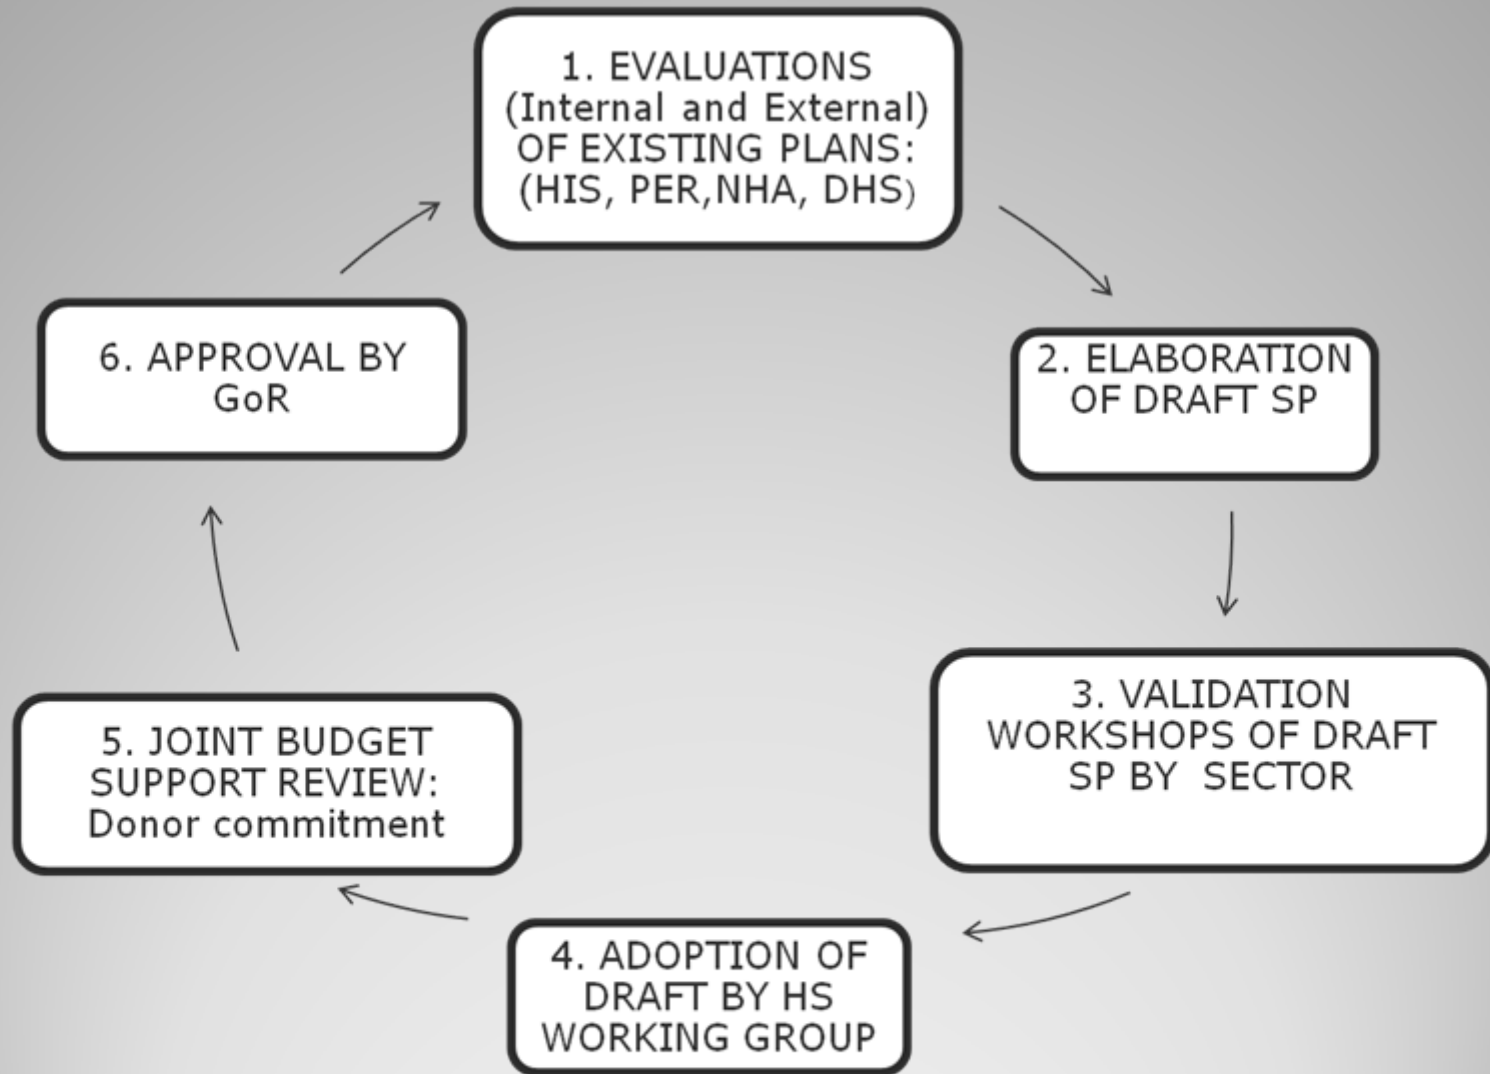 1. EVALUATIONS
(Internal and External)
OF EXISTING PLANS:
(HIS, PER,NHA, DHS)
2. ELABORATION
OF DRAFT SP
3. VALIDATION
WORKSHOPS OF DRAFT
SP BY  SECTOR
4. ADOPTION OF
DRAFT BY HS
WORKING GROUP
5. JOINT BUDGET
SUPPORT REVIEW:
Donor commitment
6. APPROVAL BY
GoR